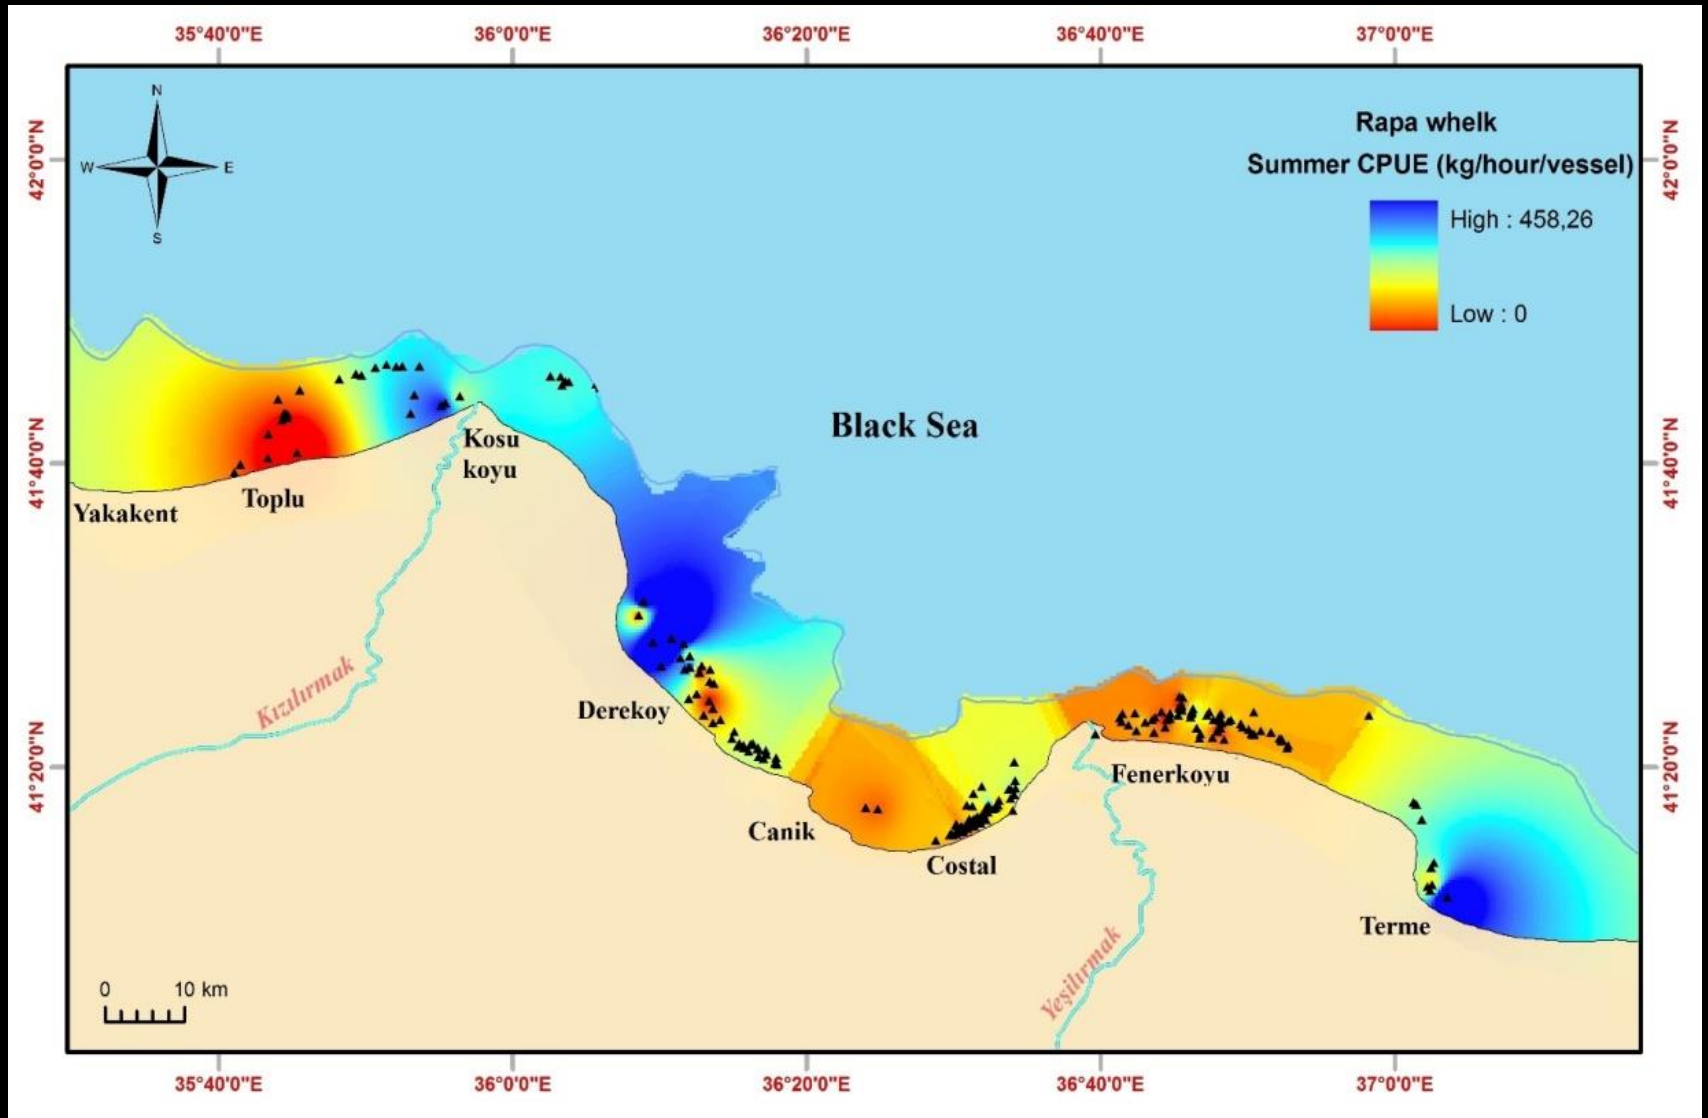 35°40'0"E
36°0'0"E
36°20'0"E
36°40'0"E
37°0'0"E
N
W
E
S
Rapa whelk
Summer CPUE (kg/hour/vessel)
High : 458,26
Low : 0
42°0'0"N
42°0'0"N
Black Sea
41°40'0"N
41°40'0"N
Kosu
koyu
Toplu
Yakakent
Kızılırmak
Derekoy
41°20'0"N
41°20'0"N
Fenerkoyu
Canik
Costal
Terme
Yeşilırmak
0 10 km
35°40'0"E
36°0'0"E
36°20'0"E
36°40'0"E
37°0'0"E